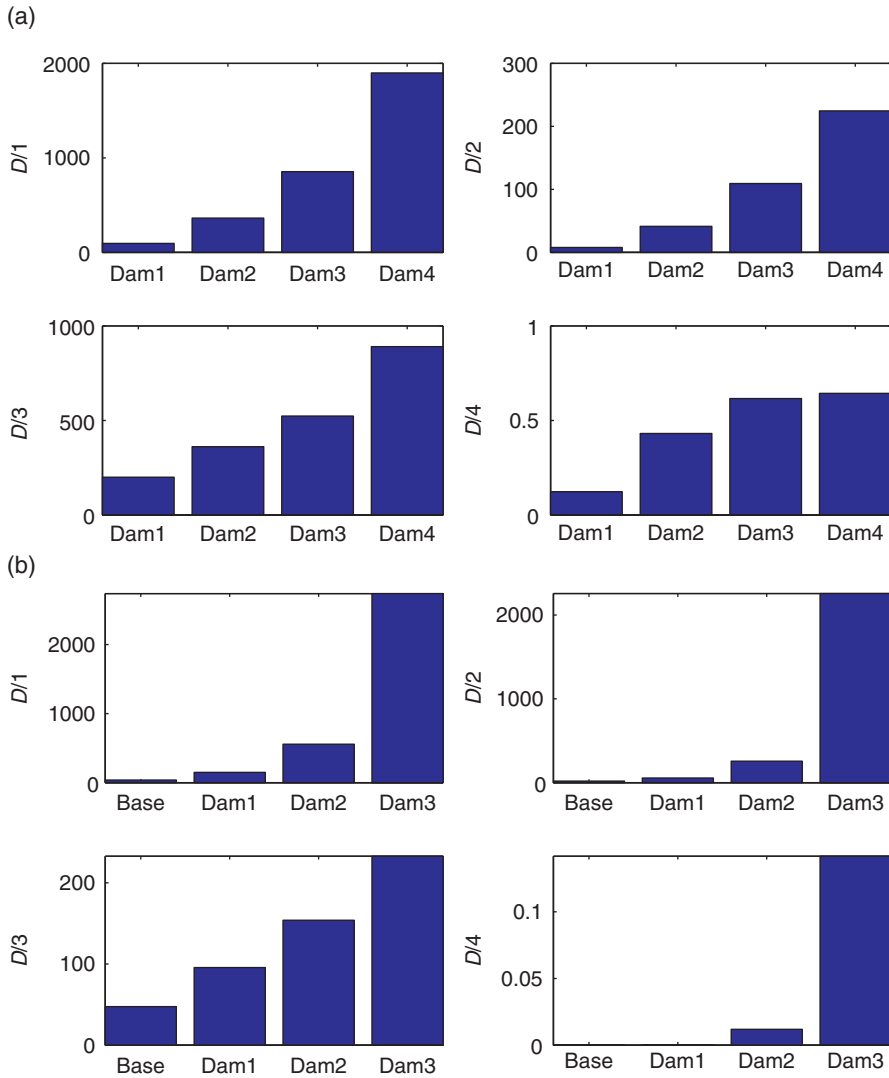 (a)
2000
1000
0
D/1
Dam1 Dam2 Dam3 Dam4
300
200
100
0
D/2
Dam1 Dam2 Dam3 Dam4
1000
500
0
D/3
Dam1 Dam2 Dam3 Dam4
1
0.5
0
D/4
Dam1 Dam2 Dam3 Dam4
(b)
2000
1000
0
D/1
Base Dam1 Dam2 Dam3
2000
1000
0
D/2
Base Dam1 Dam2 Dam3
200
100
0
D/3
Base Dam1 Dam2 Dam3
0.1
0.05
0
D/4
Base Dam1 Dam2 Dam3